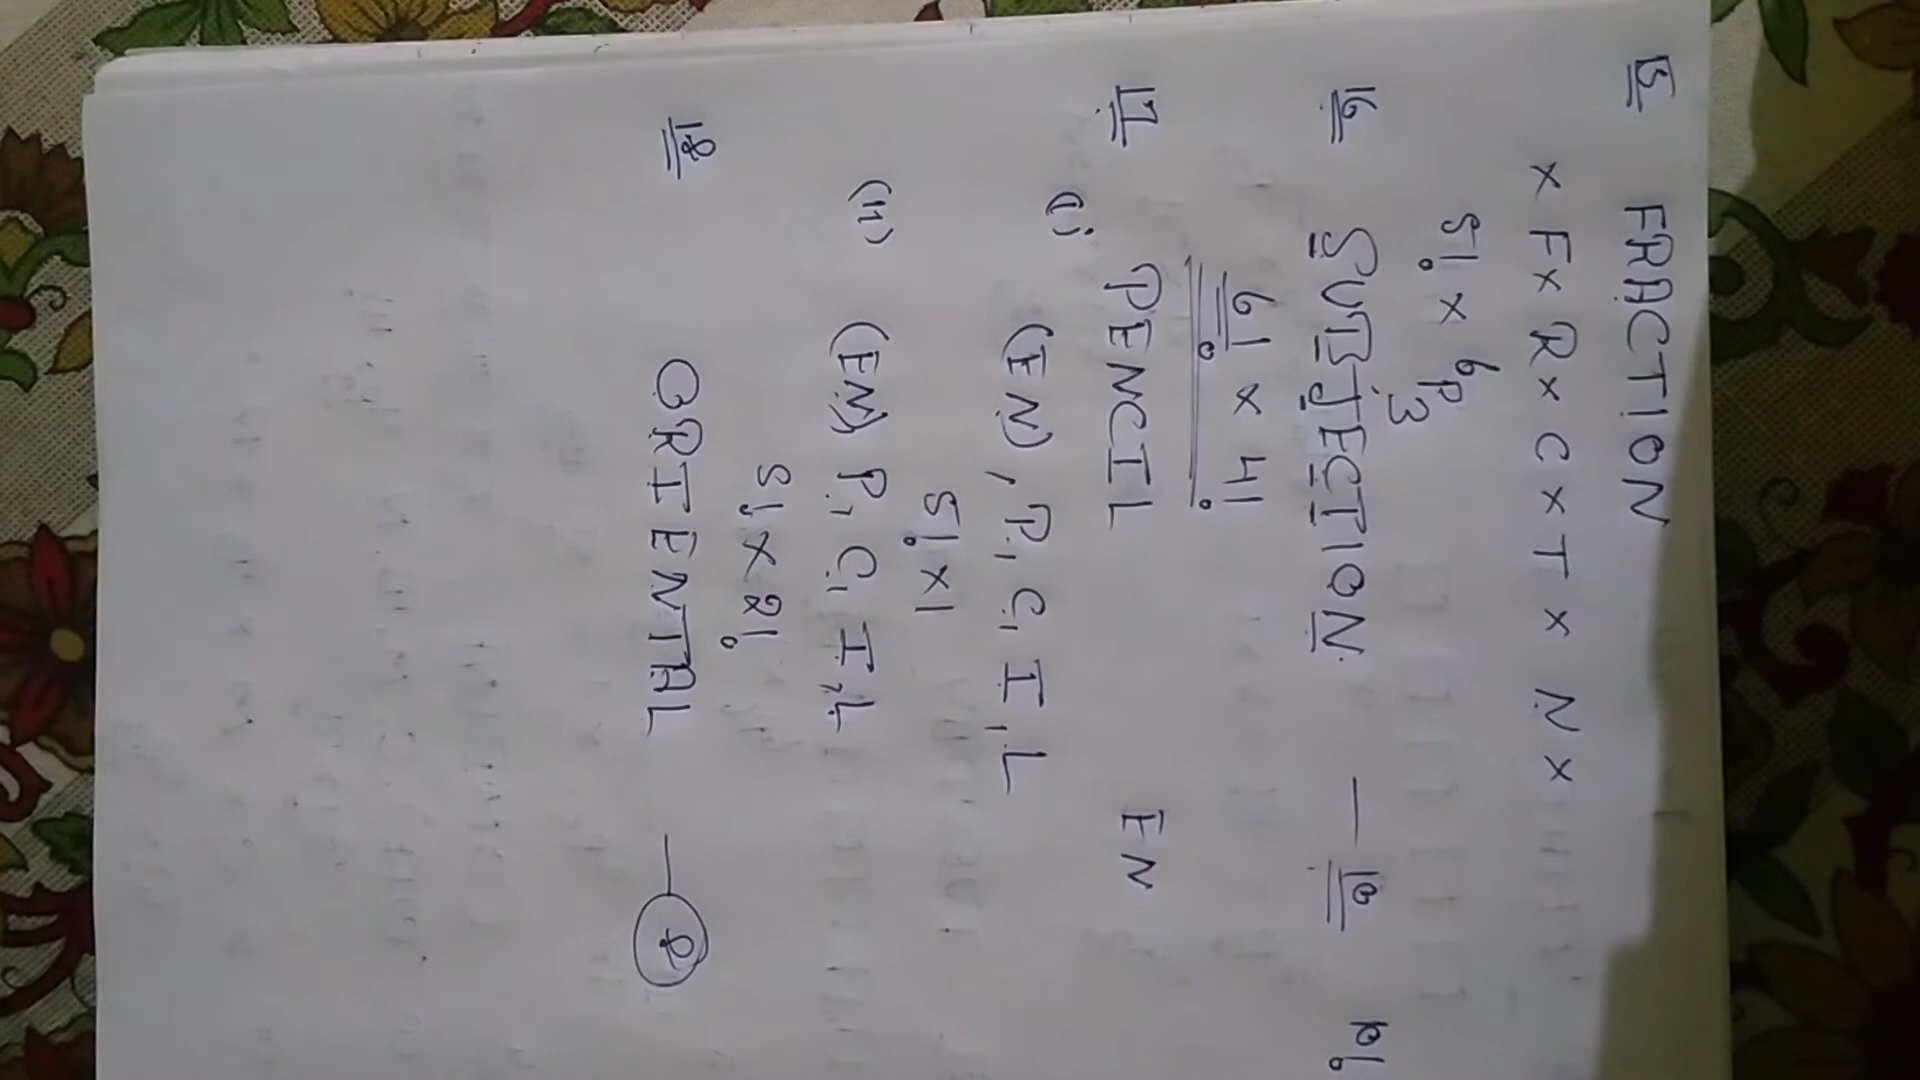 15 FRACTION
× F × R × C × T × N ×
5! × 6P3
16 SUBJECTION — 10 10!
6! × 4!
17 (i) PENCIL EN
(EN), P, C, I, L
5! × 1
(11) (EN), P, C, I, L
5! × 2!
18 ORIENTAL — 8